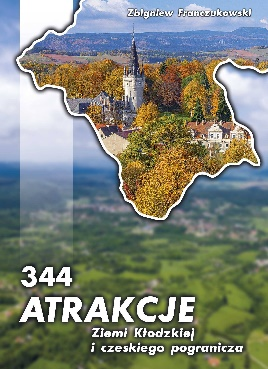 Zbigniew Franczukowski
344
ATRAKCJE
Ziemi Kłodzkiej
i czeskiego pogranicza